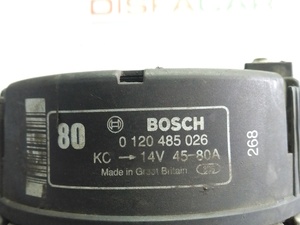 80
BOSCH
0 120 485 026
KC → 14V 45-80A
Made in Great Britain
268